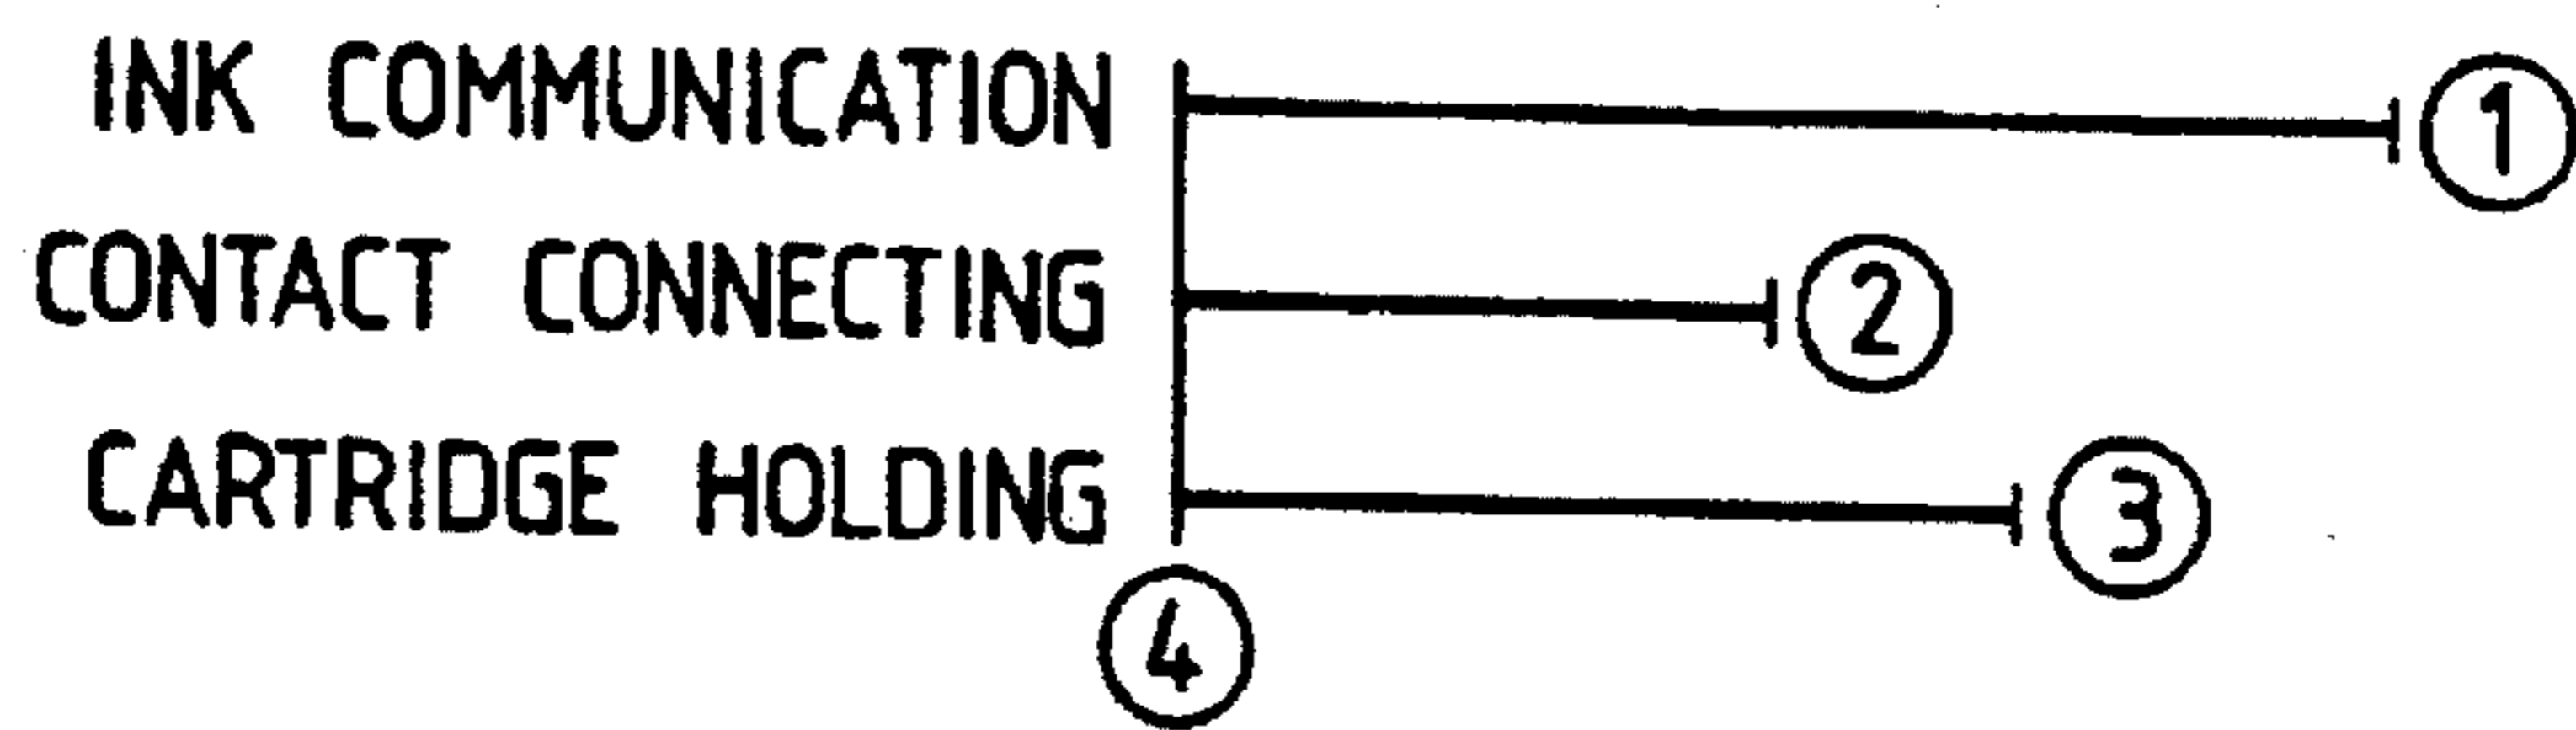 INK COMMUNICATION ①
CONTACT CONNECTING ②
CARTRIDGE HOLDING ③
④